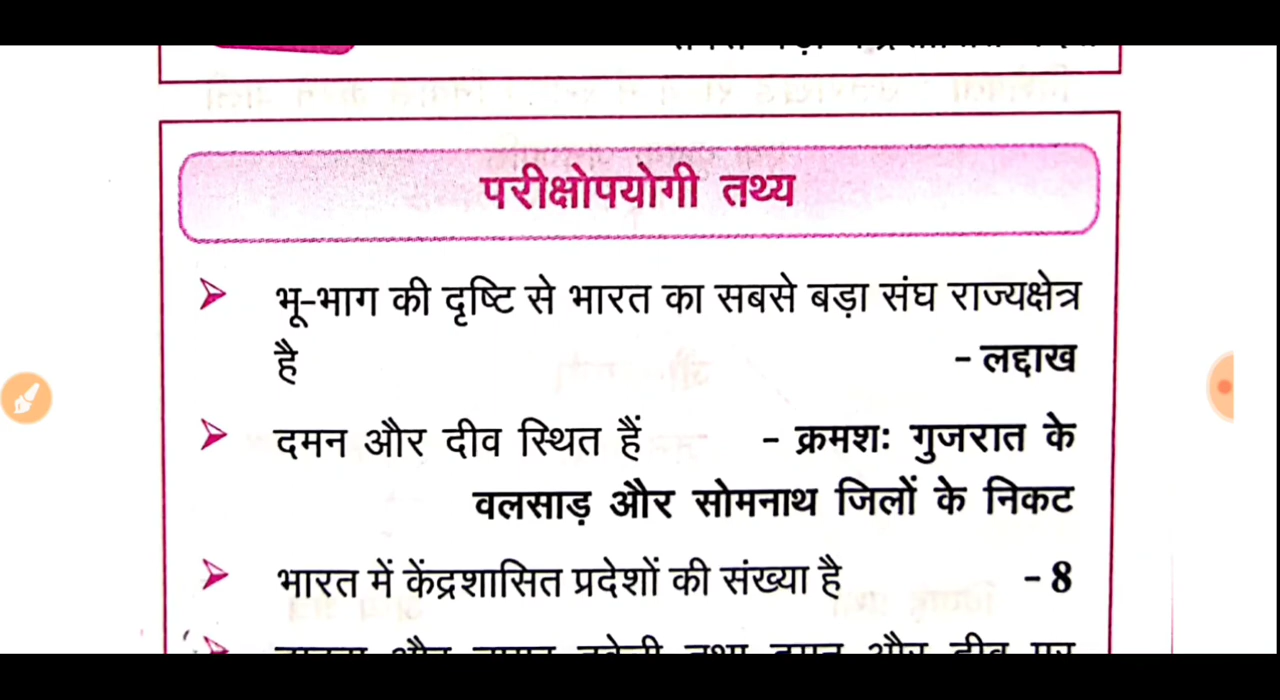 परीक्षोपयोगी तथ्य
भू-भाग की दृष्टि से भारत का सबसे बड़ा संघ राज्यक्षेत्र
है - लद्दाख
दमन और दीव स्थित हैं - क्रमशः गुजरात के
वलसाड़ और सोमनाथ जिलों के निकट
भारत में केंद्रशासित प्रदेशों की संख्या है - 8